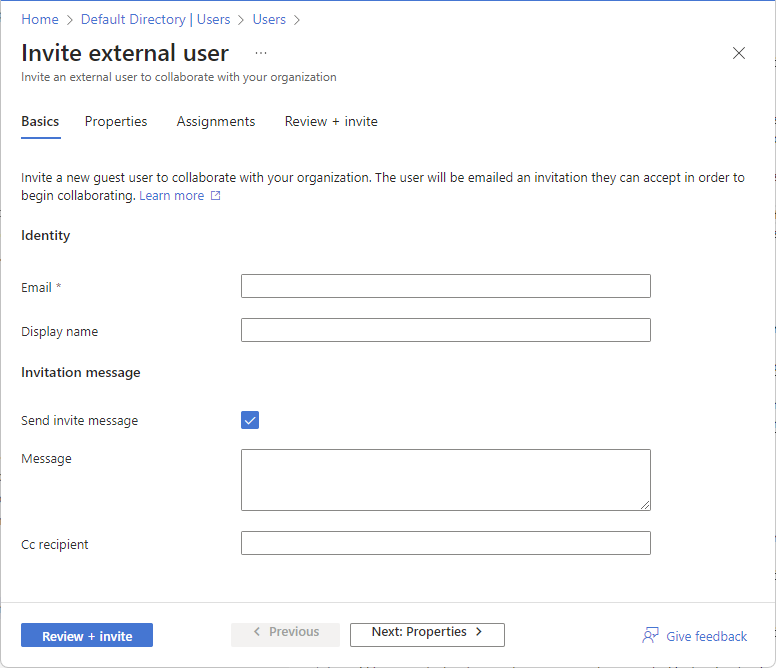 Home > Default Directory | Users > Users >
Invite external user ...
Invite an external user to collaborate with your organization
Basics Properties Assignments Review + invite
Invite a new guest user to collaborate with your organization. The user will be emailed an invitation they can accept in order to
begin collaborating. Learn more
Identity
Email *
Display name
Invitation message
Send invite message
Message
Cc recipient
Review + invite < Previous Next: Properties > Give feedback